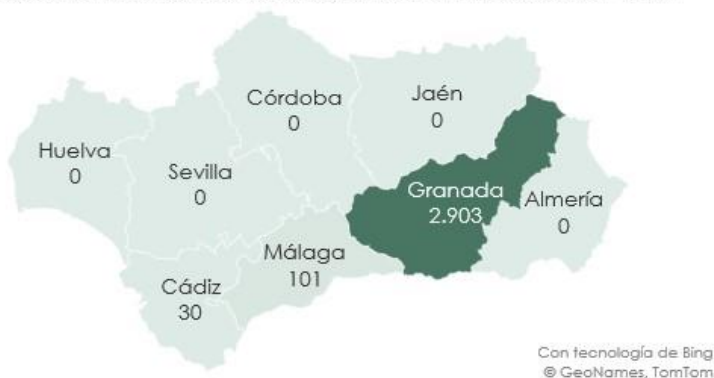 Córdoba
0
Jaén
0
Huelva
0
Sevilla
0
Granada
2.903
Almería
0
Málaga
101
Cádiz
30
Con tecnología de Bing
© GeoNames, TomTom